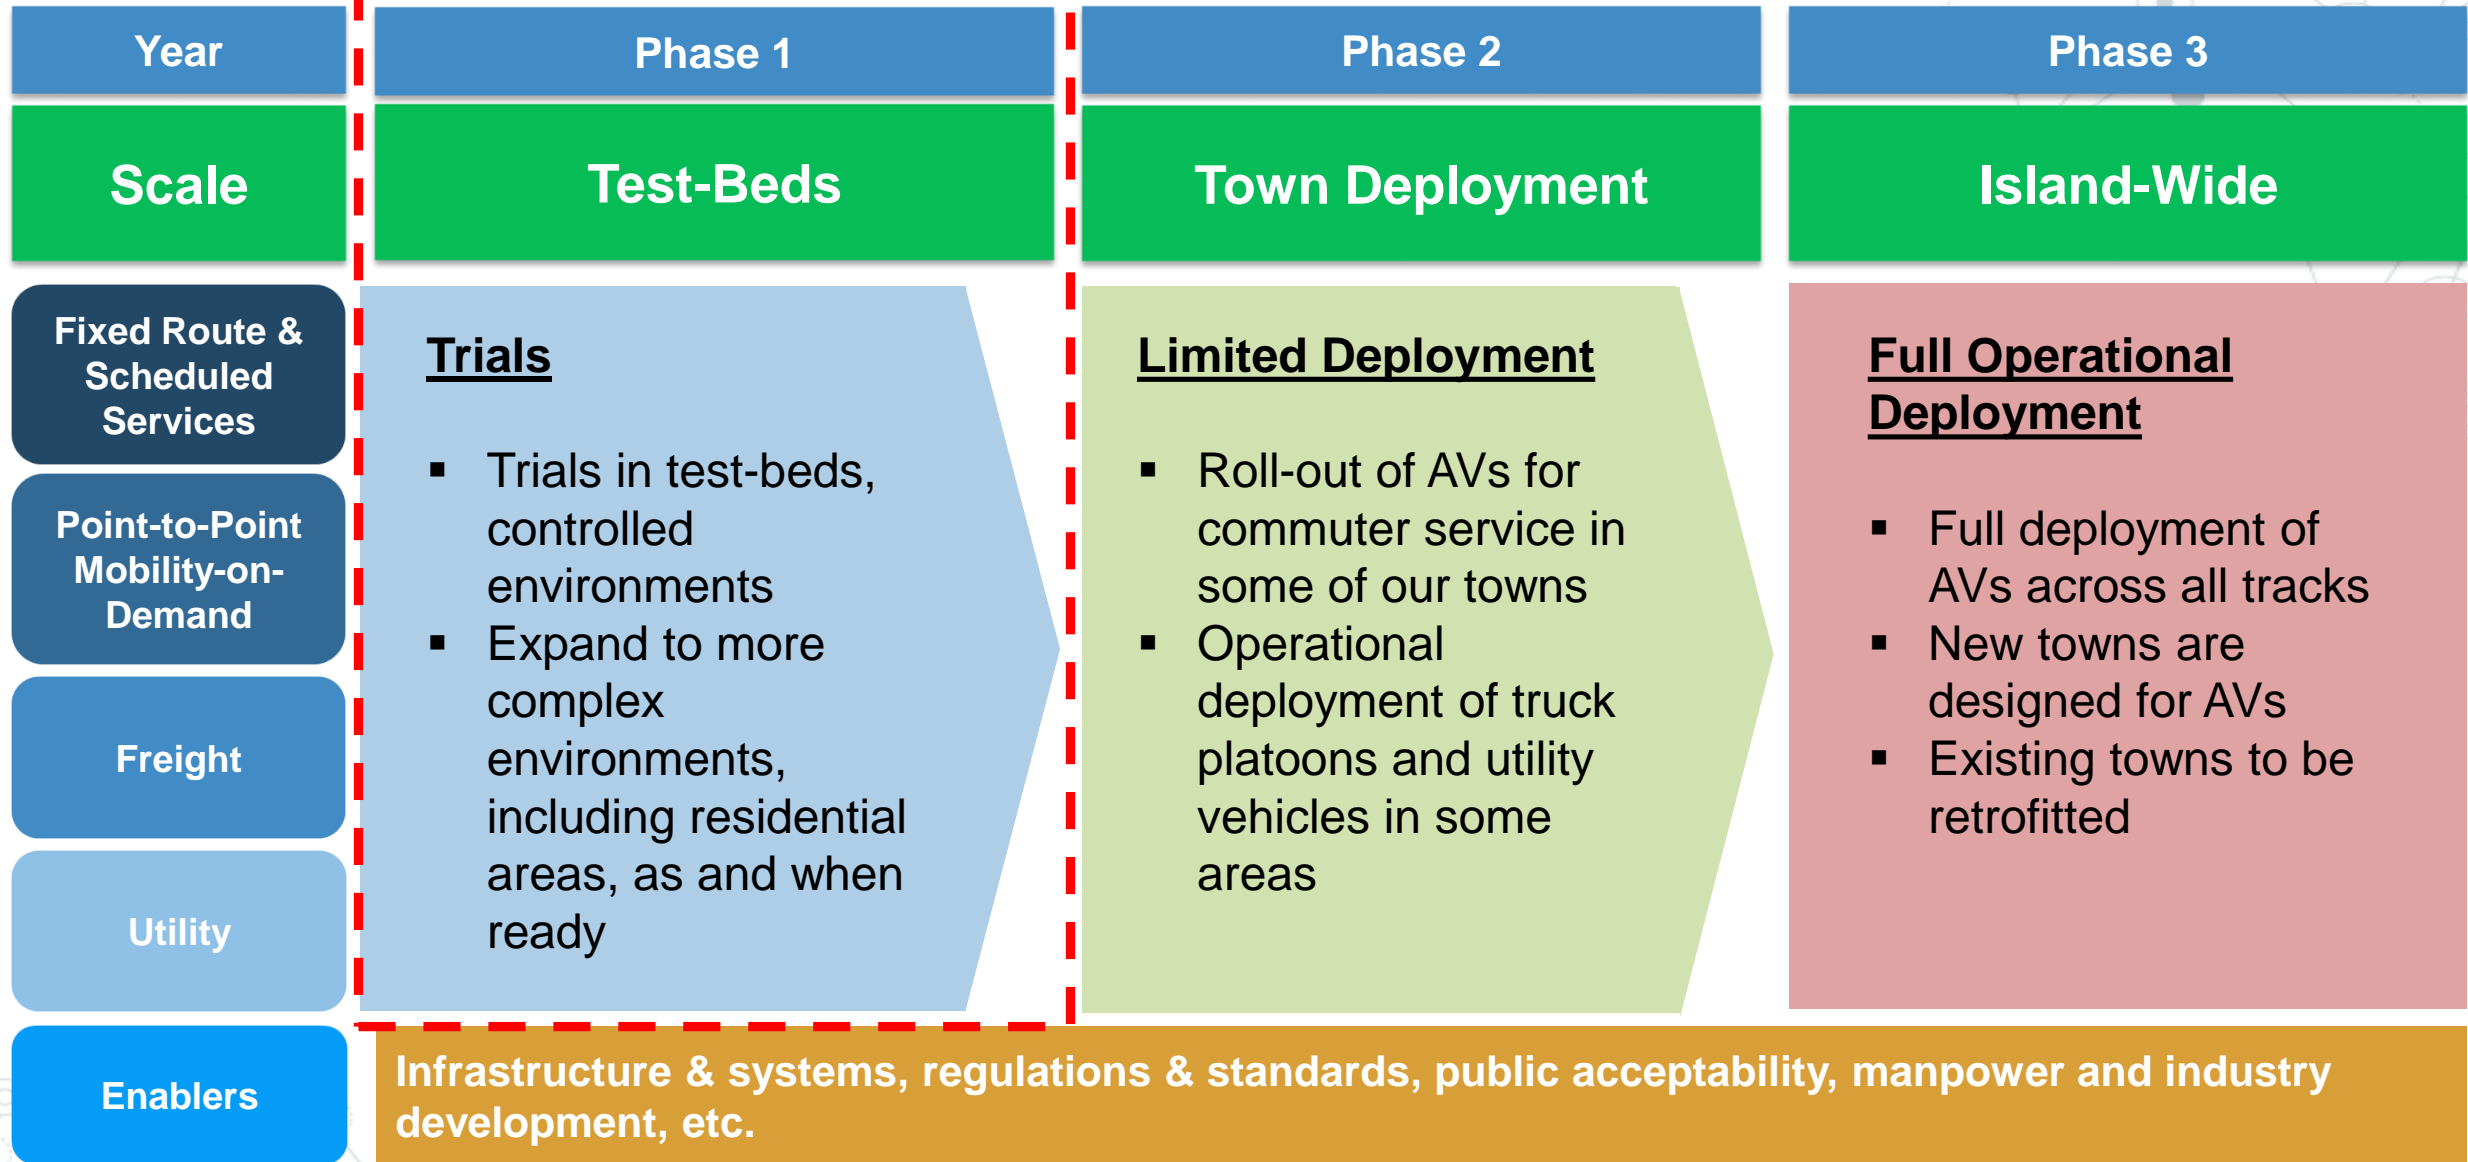 Year
Phase 1
Phase 2
Phase 3
Scale
Test-Beds
Town Deployment
Island-Wide
Fixed Route &
Scheduled
Services
Point-to-Point
Mobility-on-
Demand
Freight
Utility
Trials
▪ Trials in test-beds,
controlled
environments
▪ Expand to more
complex
environments,
including residential
areas, as and when
ready
Limited Deployment
▪ Roll-out of AVs for
commuter service in
some of our towns
▪ Operational
deployment of truck
platoons and utility
vehicles in some
areas
Full Operational
Deployment
▪ Full deployment of
AVs across all tracks
▪ New towns are
designed for AVs
▪ Existing towns to be
retrofitted
Enablers
Infrastructure & systems, regulations & standards, public acceptability, manpower and industry
development, etc.